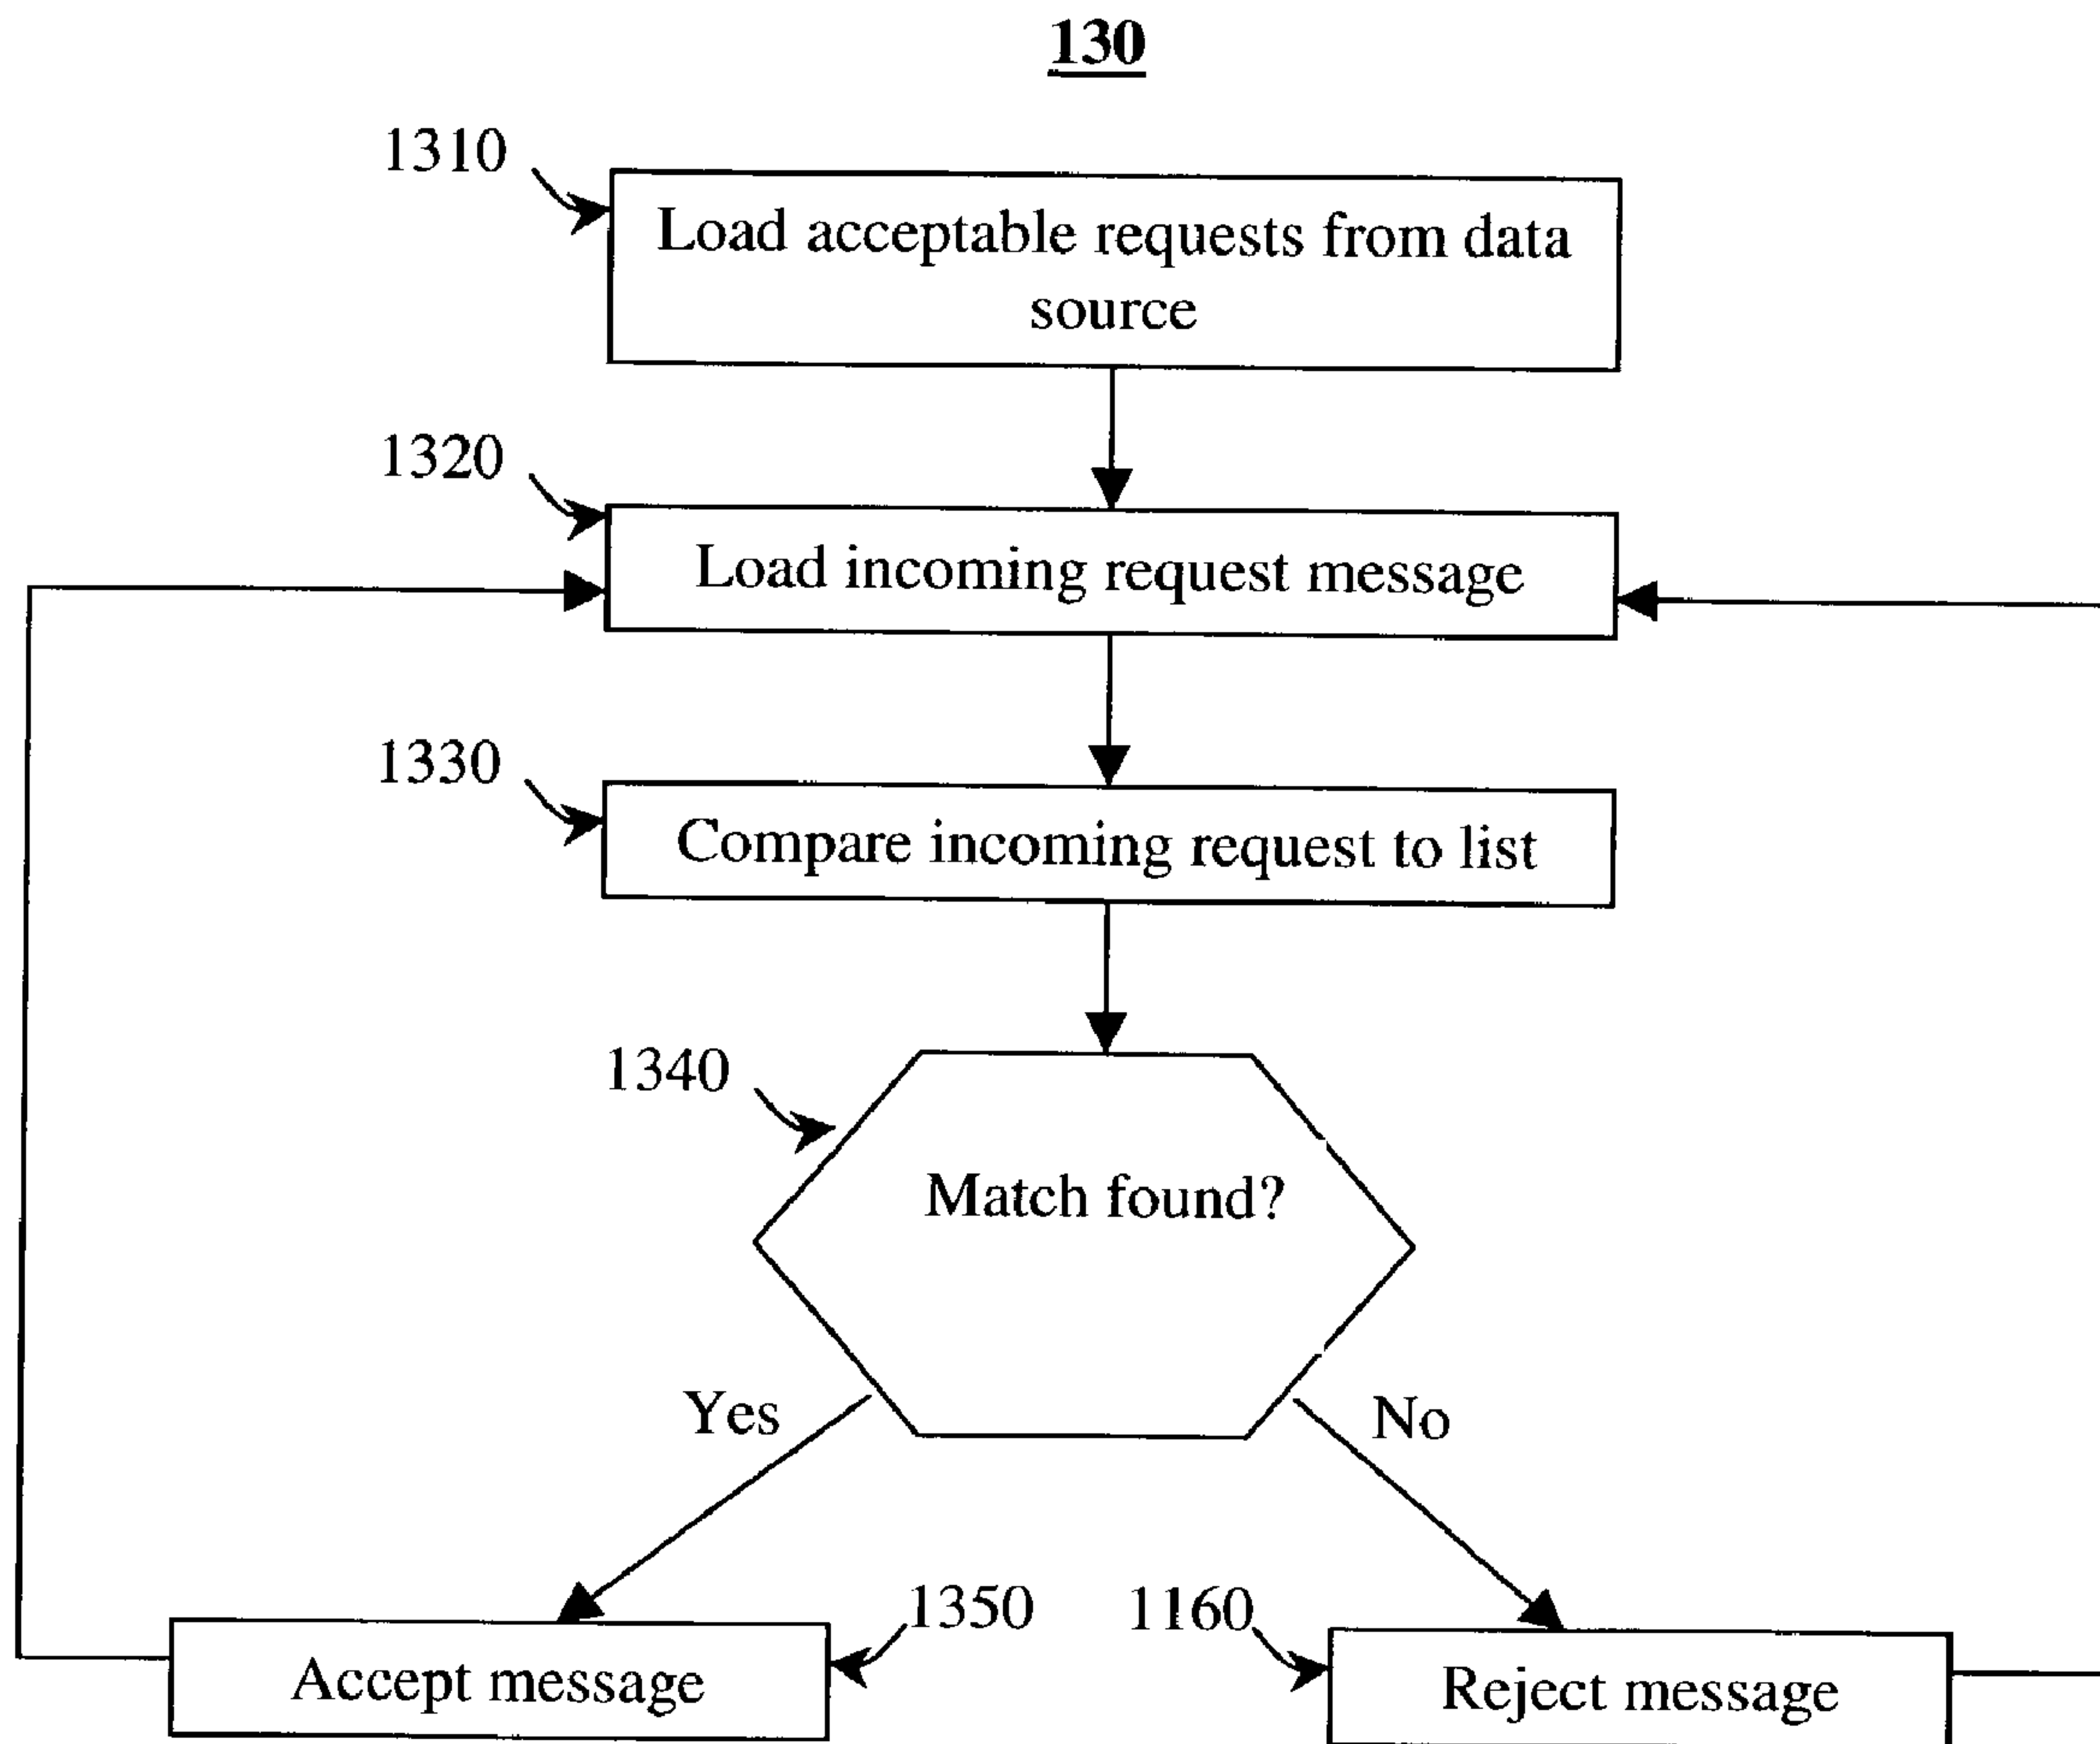 130
1310
Load acceptable requests from data
source
1320
Load incoming request message
1330
Compare incoming request to list
1340
Match found?
Yes
No
1350
1160
Accept message
Reject message